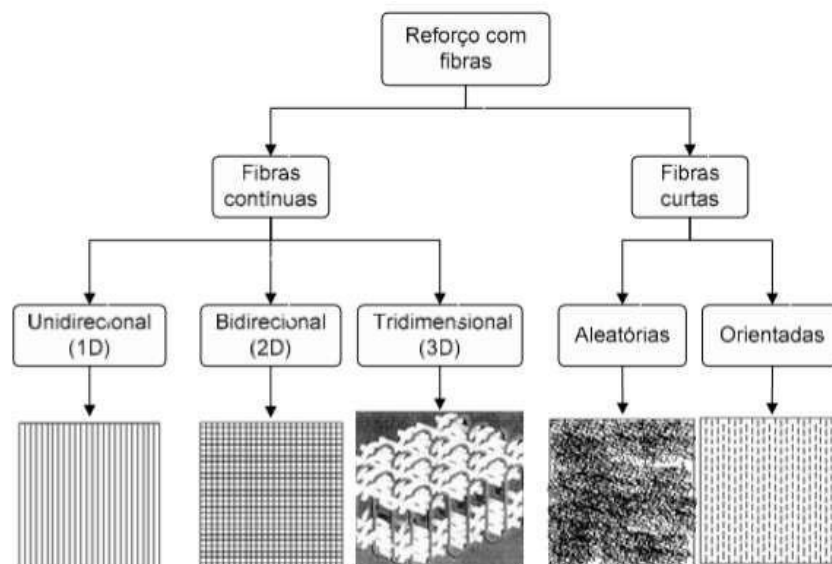 Reforço com
fibras
Fibras
contínuas
Fibras
curtas
Unidirecional
(1D)
Bidirecional
(2D)
Tridimensional
(3D)
Aleatórias
Orientadas